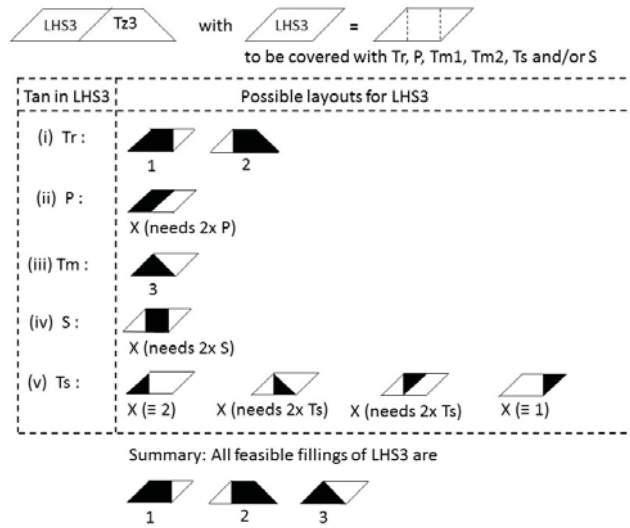 LHS3 Tz3 with LHS3 =
to be covered with Tr, P, Tm1, Tm2, Ts and/or S
Tan in LHS3 Possible layouts for LHS3
(i) Tr :
1 2
(ii) P :
X (needs 2x P)
(iii) Tm :
3
(iv) S :
X (needs 2x S)
(v) Ts :
X (≡ 2) X (needs 2x Ts) X (needs 2x Ts) X (≡ 1)
Summary: All feasible fillings of LHS3 are
1 2 3